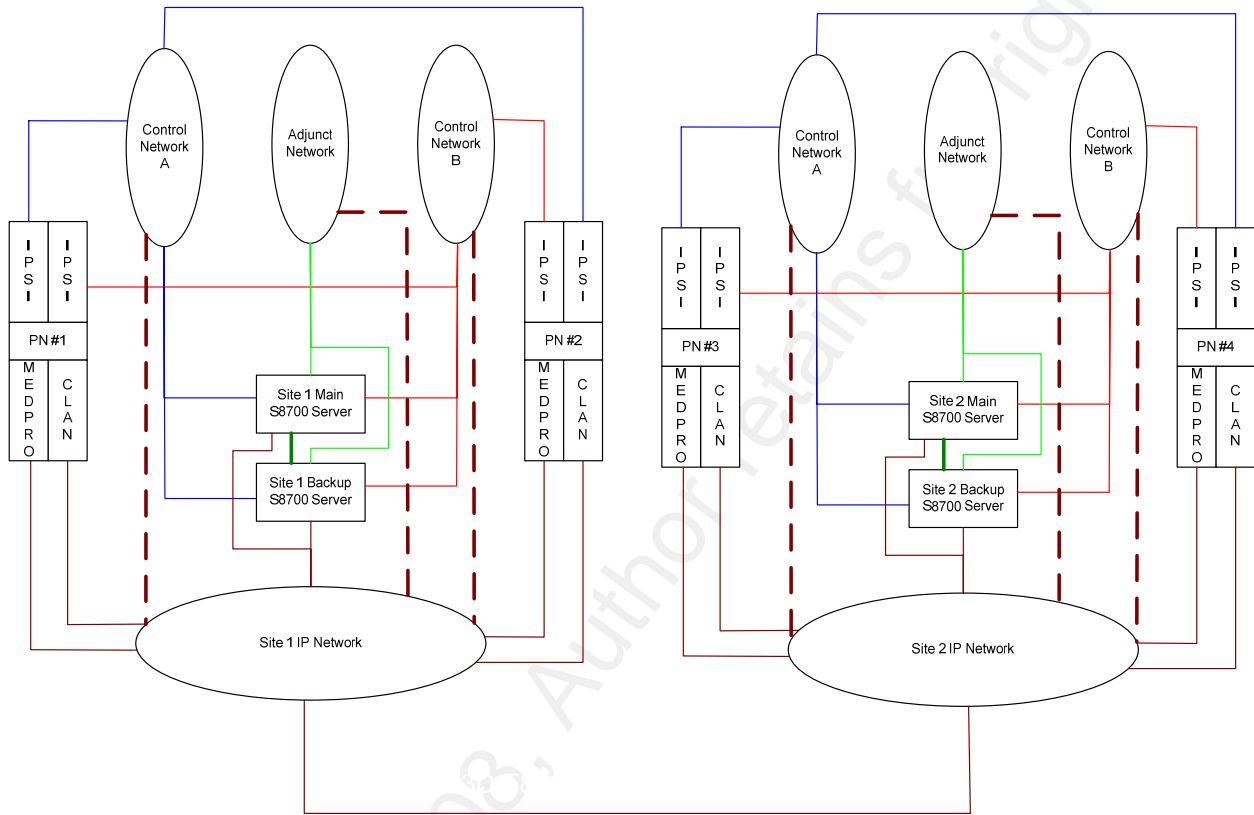 Control
Network
A
Adjunct
Network
Control
Network
B
IPSI
IPSI
PN #1
MEDPRO
CLAN
IPSI
IPSI
PN #2
MEDPRO
CLAN
Site 1 Main
S8700 Server
Site 1 Backup
S8700 Server
Site 1 IP Network
Control
Network
A
Adjunct
Network
Control
Network
B
IPSI
IPSI
PN #3
MEDPRO
CLAN
IPSI
IPSI
PN #4
MEDPRO
CLAN
Site 2 Main
S8700 Server
Site 2 Backup
S8700 Server
Site 2 IP Network
, Author retains